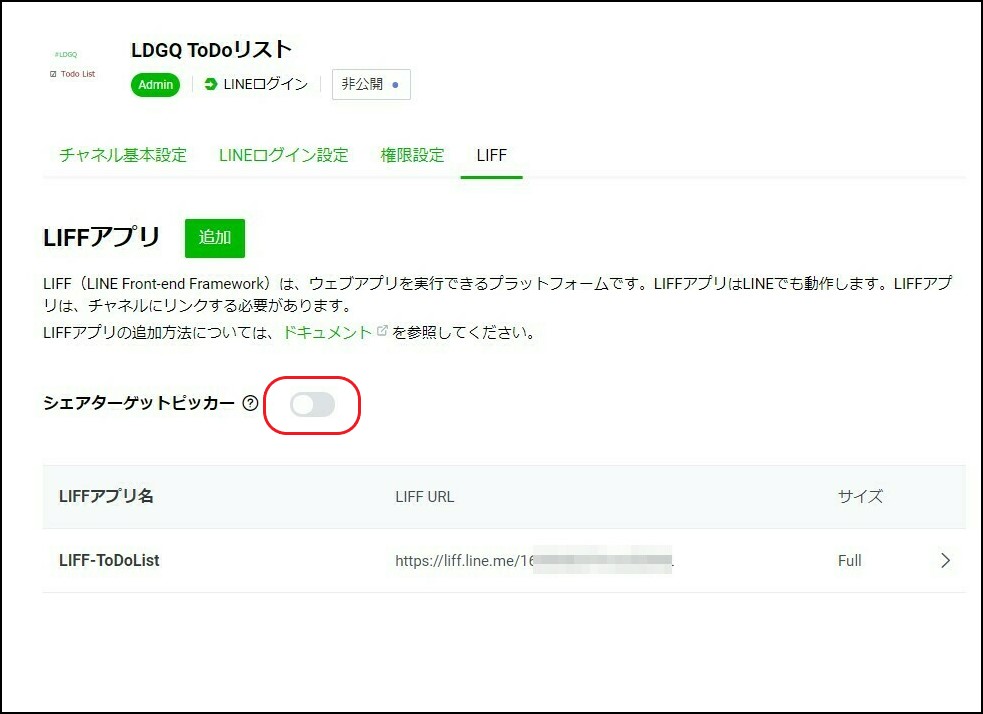 #LDGQ
Todo List
LDGQ ToDoリスト
Admin
LINEログイン
非公開
チャネル基本設定 LINEログイン設定 権限設定 LIFF
LIFFアプリ 追加
LIFF（LINE Front-end Framework）は、ウェブアプリを実行できるプラットフォームです。LIFFアプリはLINEでも動作します。LIFFアプ
リは、チャネルにリンクする必要があります。
LIFFアプリの追加方法については、ドキュメントを参照してください。
シェアターゲットピッカー ?
LIFFアプリ名 LIFF URL サイズ
LIFF-ToDoList https://liff.line.me/16 Full